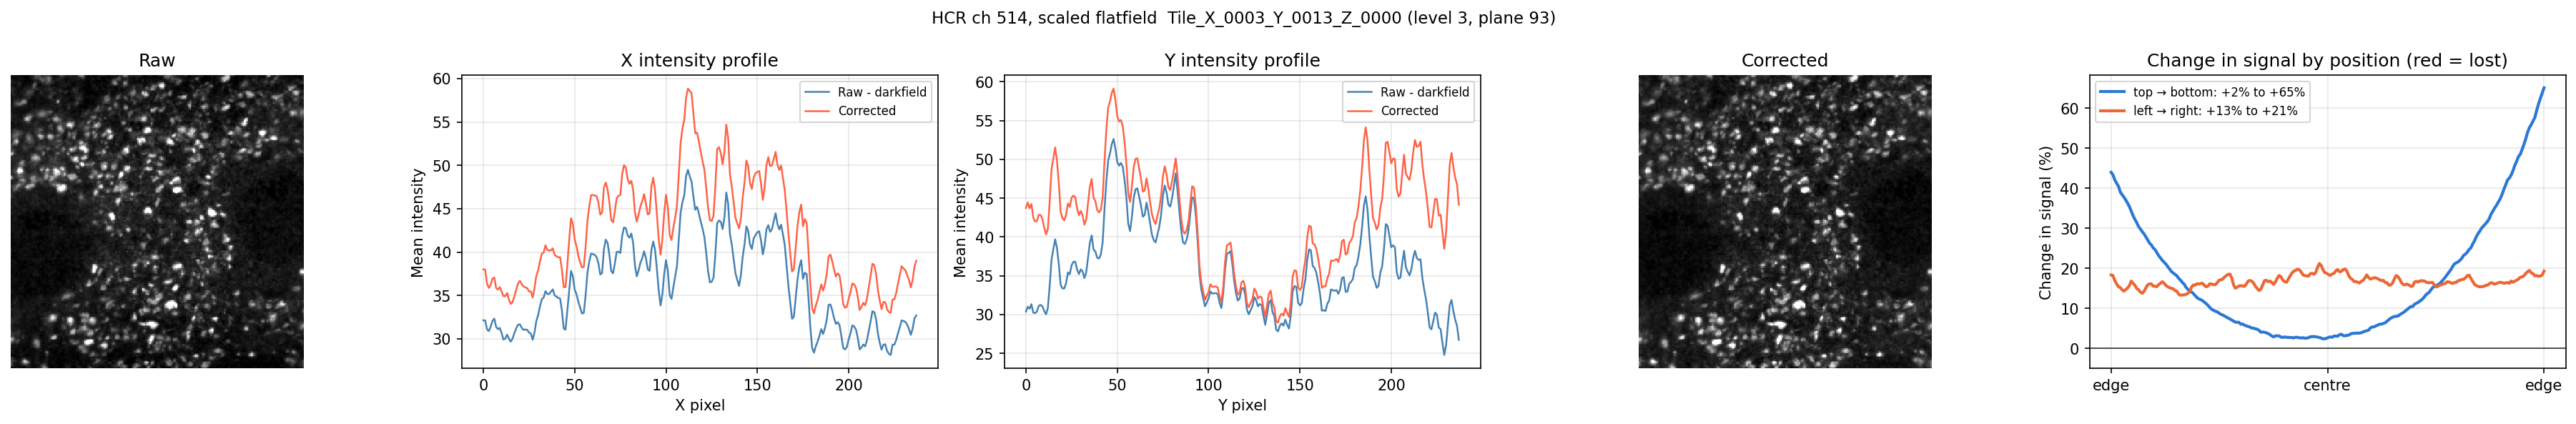 HCR ch 514, scaled flatfield  Tile_X_0003_Y_0013_Z_0000 (level 3, plane 93)
Raw
X intensity profile
Mean intensity
60
55
50
45
40
35
30
Raw - darkfield
Corrected
0 50 100 150 200
X pixel
Y intensity profile
Mean intensity
60
55
50
45
40
35
30
25
Raw - darkfield
Corrected
0 50 100 150 200
Y pixel
Corrected
Change in signal by position (red = lost)
Change in signal (%)
60
50
40
30
20
10
0
top → bottom: +2% to +65%
left → right: +13% to +21%
edge centre edge